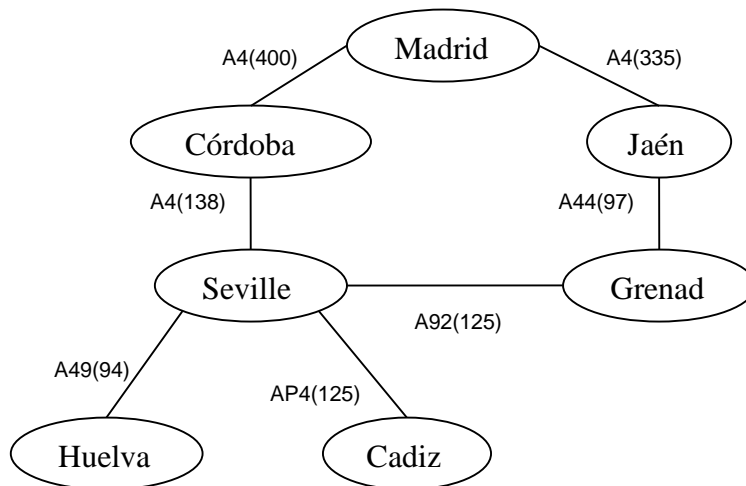 Madrid
A4(400)
A4(335)
Córdoba
Jaén
A4(138)
A44(97)
Seville
Grenad
A92(125)
A49(94)
AP4(125)
Huelva
Cadiz